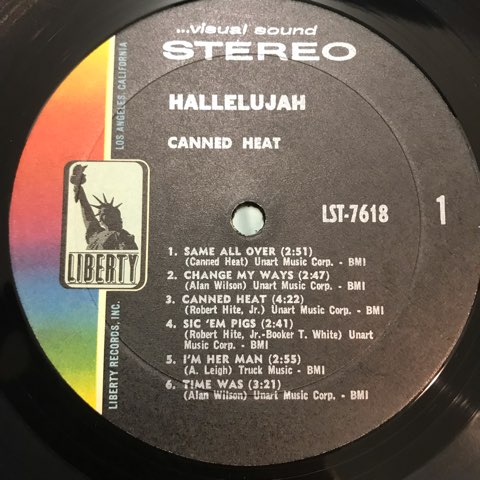 ...visual sound
STEREO
HALLELUJAH
CANNED HEAT
LST-7618
1
1. SAME ALL OVER (2:51)
(Canned Heat) Unart Music Corp. - BMI
2. CHANGE MY WAYS (2:47)
(Alan Wilson) Unart Music Corp. - BMI
3. CANNED HEAT (4:22)
(Robert Hite, Jr.) Unart Music Corp. - BMI
4. SIC 'EM PIGS (2:41)
(Robert Hite, Jr.-Booker T. White) Unart
Music Corp. - BMI
5. I'M HER MAN (2:55)
(A. Leigh) Truck Music - BMI
6. TIME WAS (3:21)
(Alan Wilson) Unart Music Corp. - BMI
LIBERTY
LIBERTY RECORDS, INC.
LOS ANGELES, CALIFORNIA